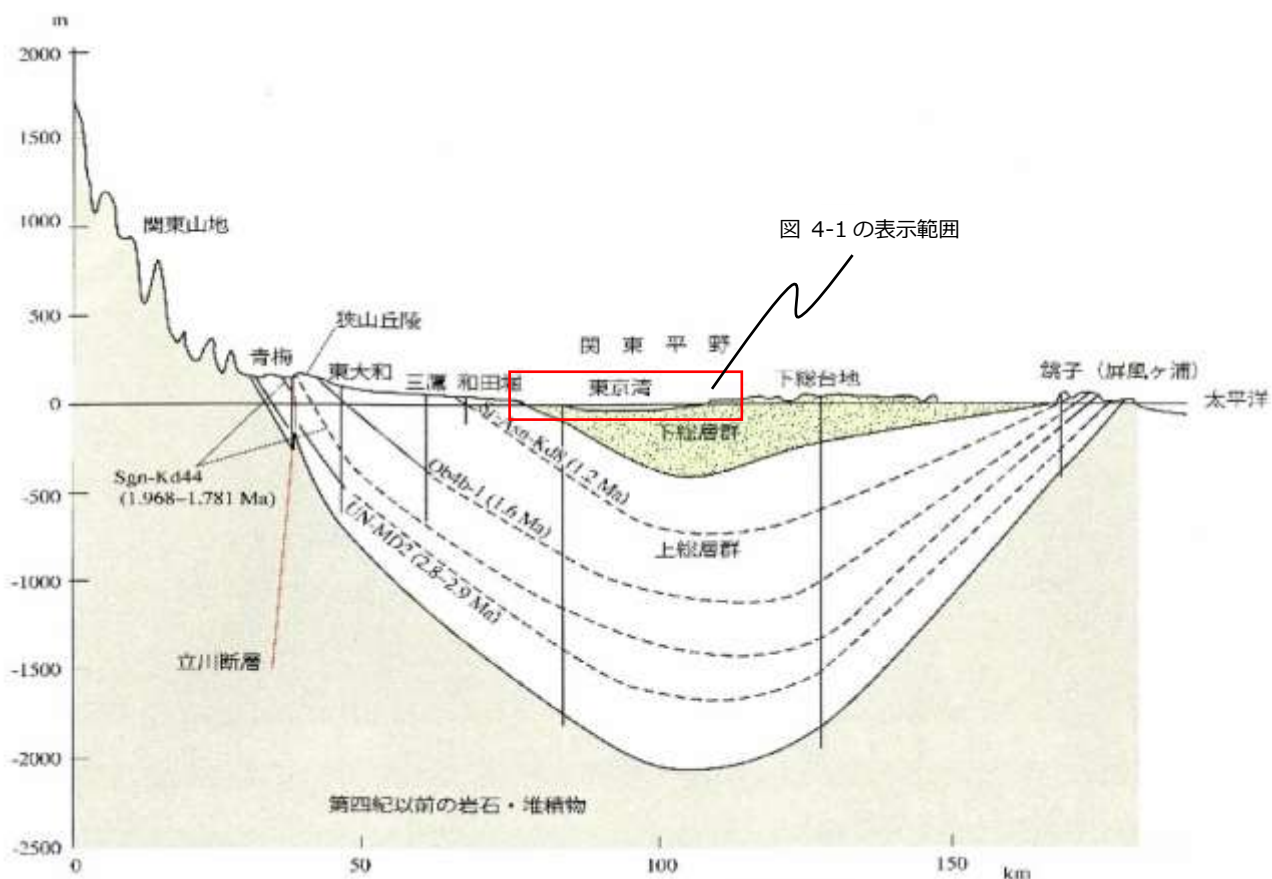 m
2000
1500
1000
500
0
-500
-1000
-1500
-2000
-2500
関東山地
図 4-1の表示範囲
狭山丘陵
関東平野
青梅
東大和
三鷹
和田堀
東京湾
下総台地
銚子（屏風ヶ浦）
太平洋
下総層群
Sgn-Kd44
(1.968–1.781 Ma)
(1.2 Ma)
Ob4b-1 (1.6 Ma)
UN-MD2 (2.8–2.9 Ma)
上総層群
立川断層
第四紀以前の岩石・堆積物
0
50
100
150
km